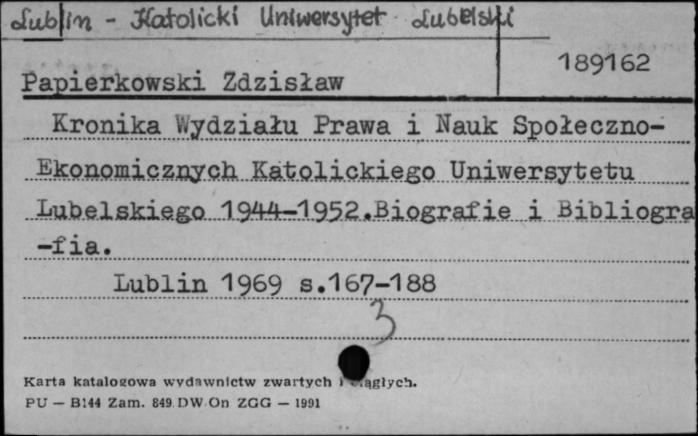 Lublin - Katolicki Uniwersytet Lubelski
189162
Papierkowski Zdzisław
Kronika Wydziału Prawa i Nauk Społeczno-
Ekonomicznych Katolickiego Uniwersytetu
Lubelskiego 1944-1952.Biografie i Bibliogra
-fia.
Lublin 1969 s.167-188
3
Karta katalogowa wydawnictw zwartych i ciągłych.
PU — B144 Zam. 849 DW On ZGG — 1991